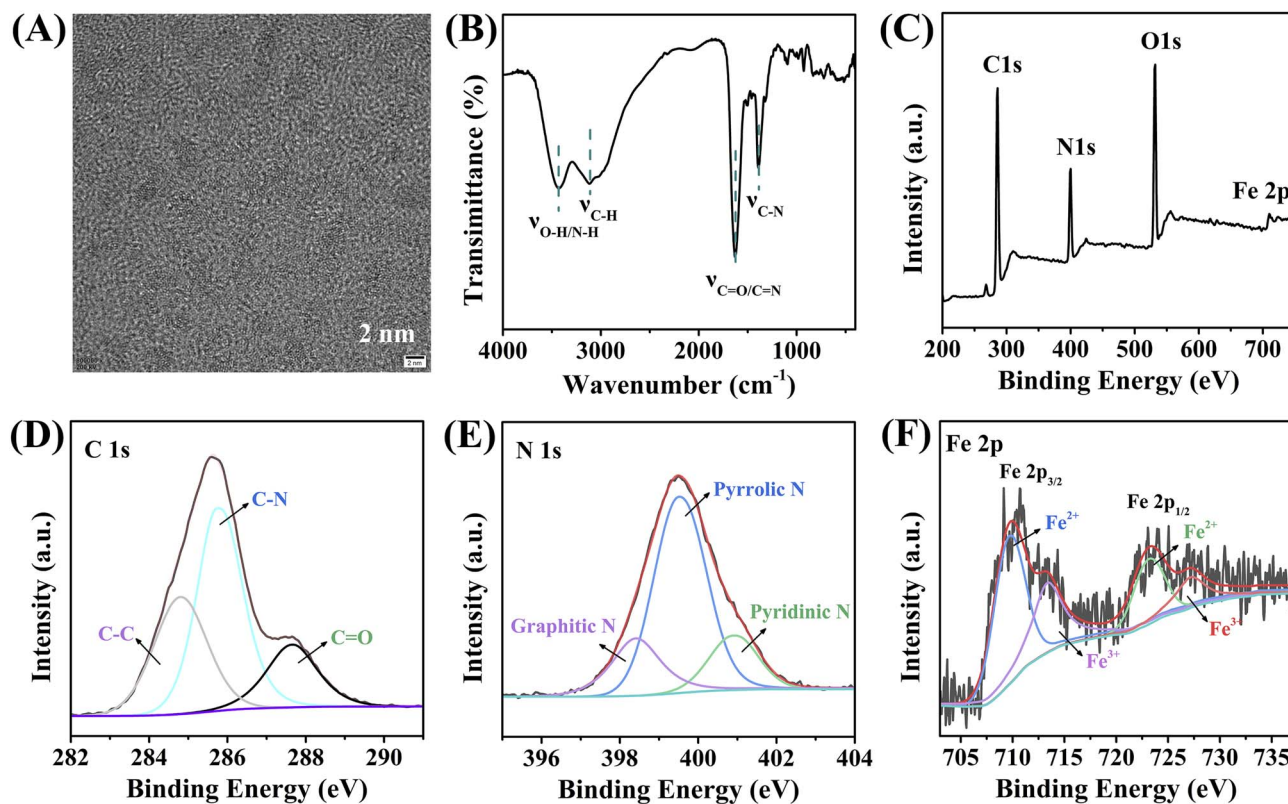 (A)
2 nm
2 nm
(B)
Transimittance (%)
νO-H/N-H
νC-H
νC=O/C=N
νC-N
4000 3000 2000 1000
Wavenumber (cm-1)
(C)
Intensity (a.u.)
C1s
N1s
O1s
Fe 2p
200 300 400 500 600 700
Binding Energy (eV)
(D)
C 1s
Intensity (a.u.)
C-C
C-N
C=O
282 284 286 288 290
Binding Energy (eV)
(E)
N 1s
Intensity (a.u.)
Pyrrolic N
Graphitic N
Pyridinic N
396 398 400 402 404
Binding Energy (eV)
(F)
Fe 2p
Intensity (a.u.)
Fe 2p3/2
Fe2+
Fe3+
Fe 2p1/2
Fe2+
Fe3+
705 710 715 720 725 730 735
Binding Energy (eV)